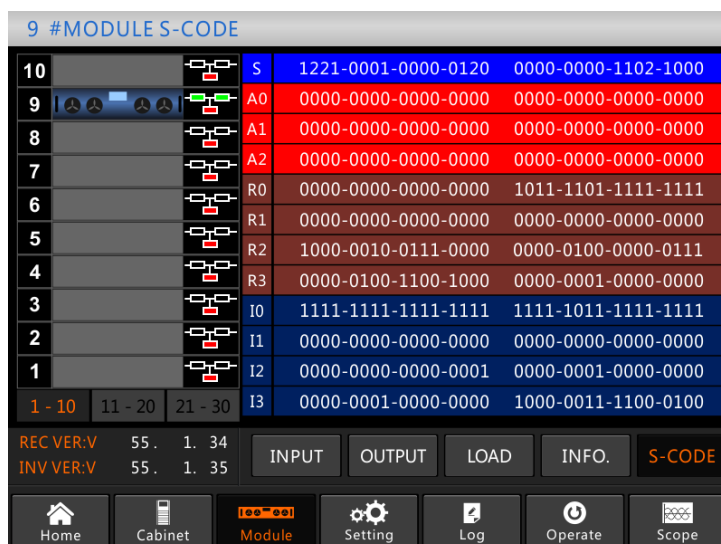 9 #MODULE S-CODE
10
9
8
7
6
5
4
3
2
1
1 - 10 11 - 20 21 - 30
S 1221-0001-0000-0120 0000-0000-1102-1000
A0 0000-0000-0000-0000 0000-0000-0000-0000
A1 0000-0000-0000-0000 0000-0000-0000-0000
A2 0000-0000-0000-0000 0000-0000-0000-0000
R0 0000-0000-0000-0000 1011-1101-1111-1111
R1 0000-0000-0000-0000 0000-0000-0000-0000
R2 1000-0010-0111-0000 0000-0100-0000-0111
R3 0000-0100-1100-1000 0000-0001-0000-0000
I0 1111-1111-1111-1111 1111-1011-1111-1111
I1 0000-0000-0000-0000 0000-0000-0000-0000
I2 0000-0000-0000-0001 0000-0001-0000-0000
I3 0000-0001-0000-0000 1000-0011-1100-0100
REC VER:V 55. 1. 34
INV VER:V 55. 1. 35
INPUT OUTPUT LOAD INFO. S-CODE
Home Cabinet Module Setting Log Operate Scope